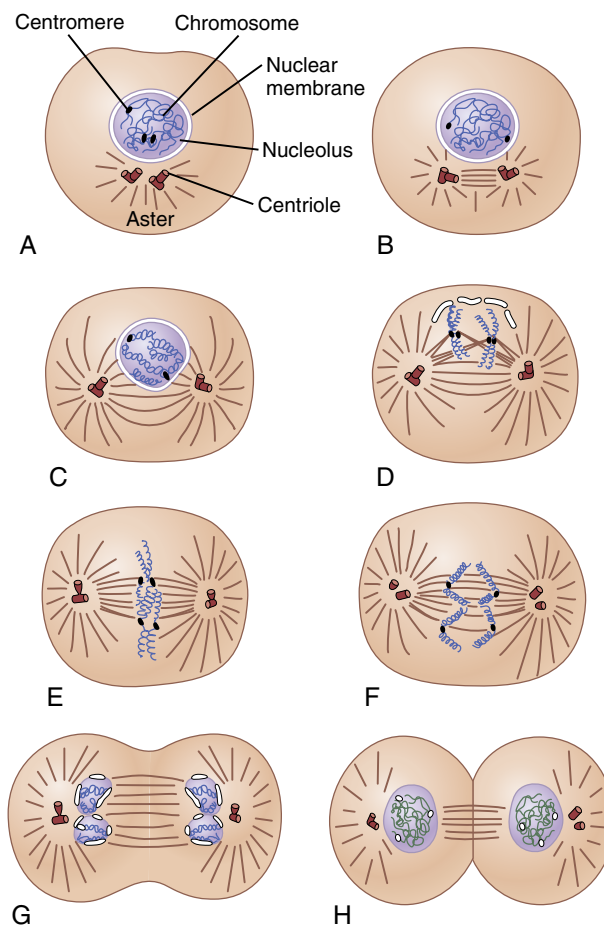 Centromere
Chromosome
Nuclear
membrane
Nucleolus
Centriole
Aster
A
B
C
D
E
F
G
H